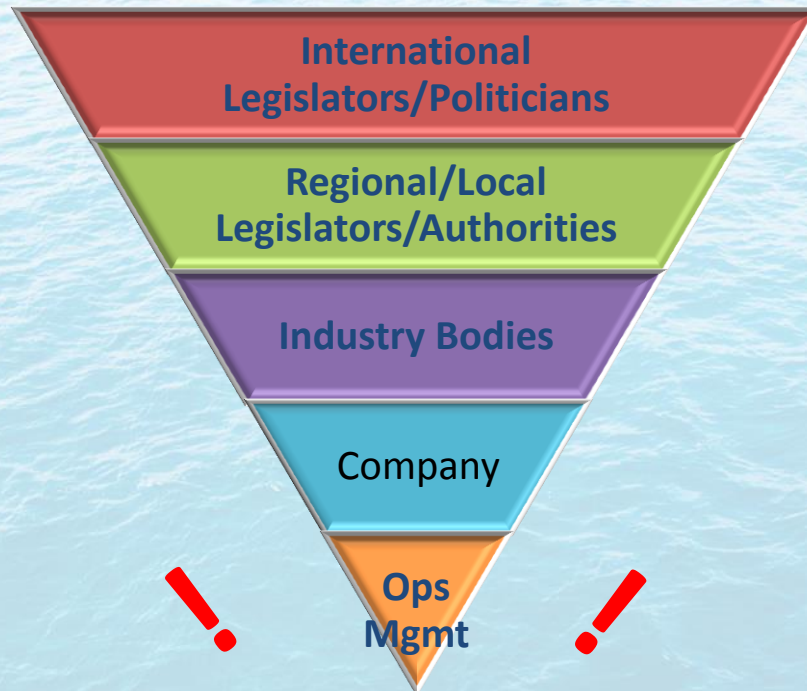 International
Legislators/Politicians
Regional/Local
Legislators/Authorities
Industry Bodies
Company
Ops
Mgmt
! !